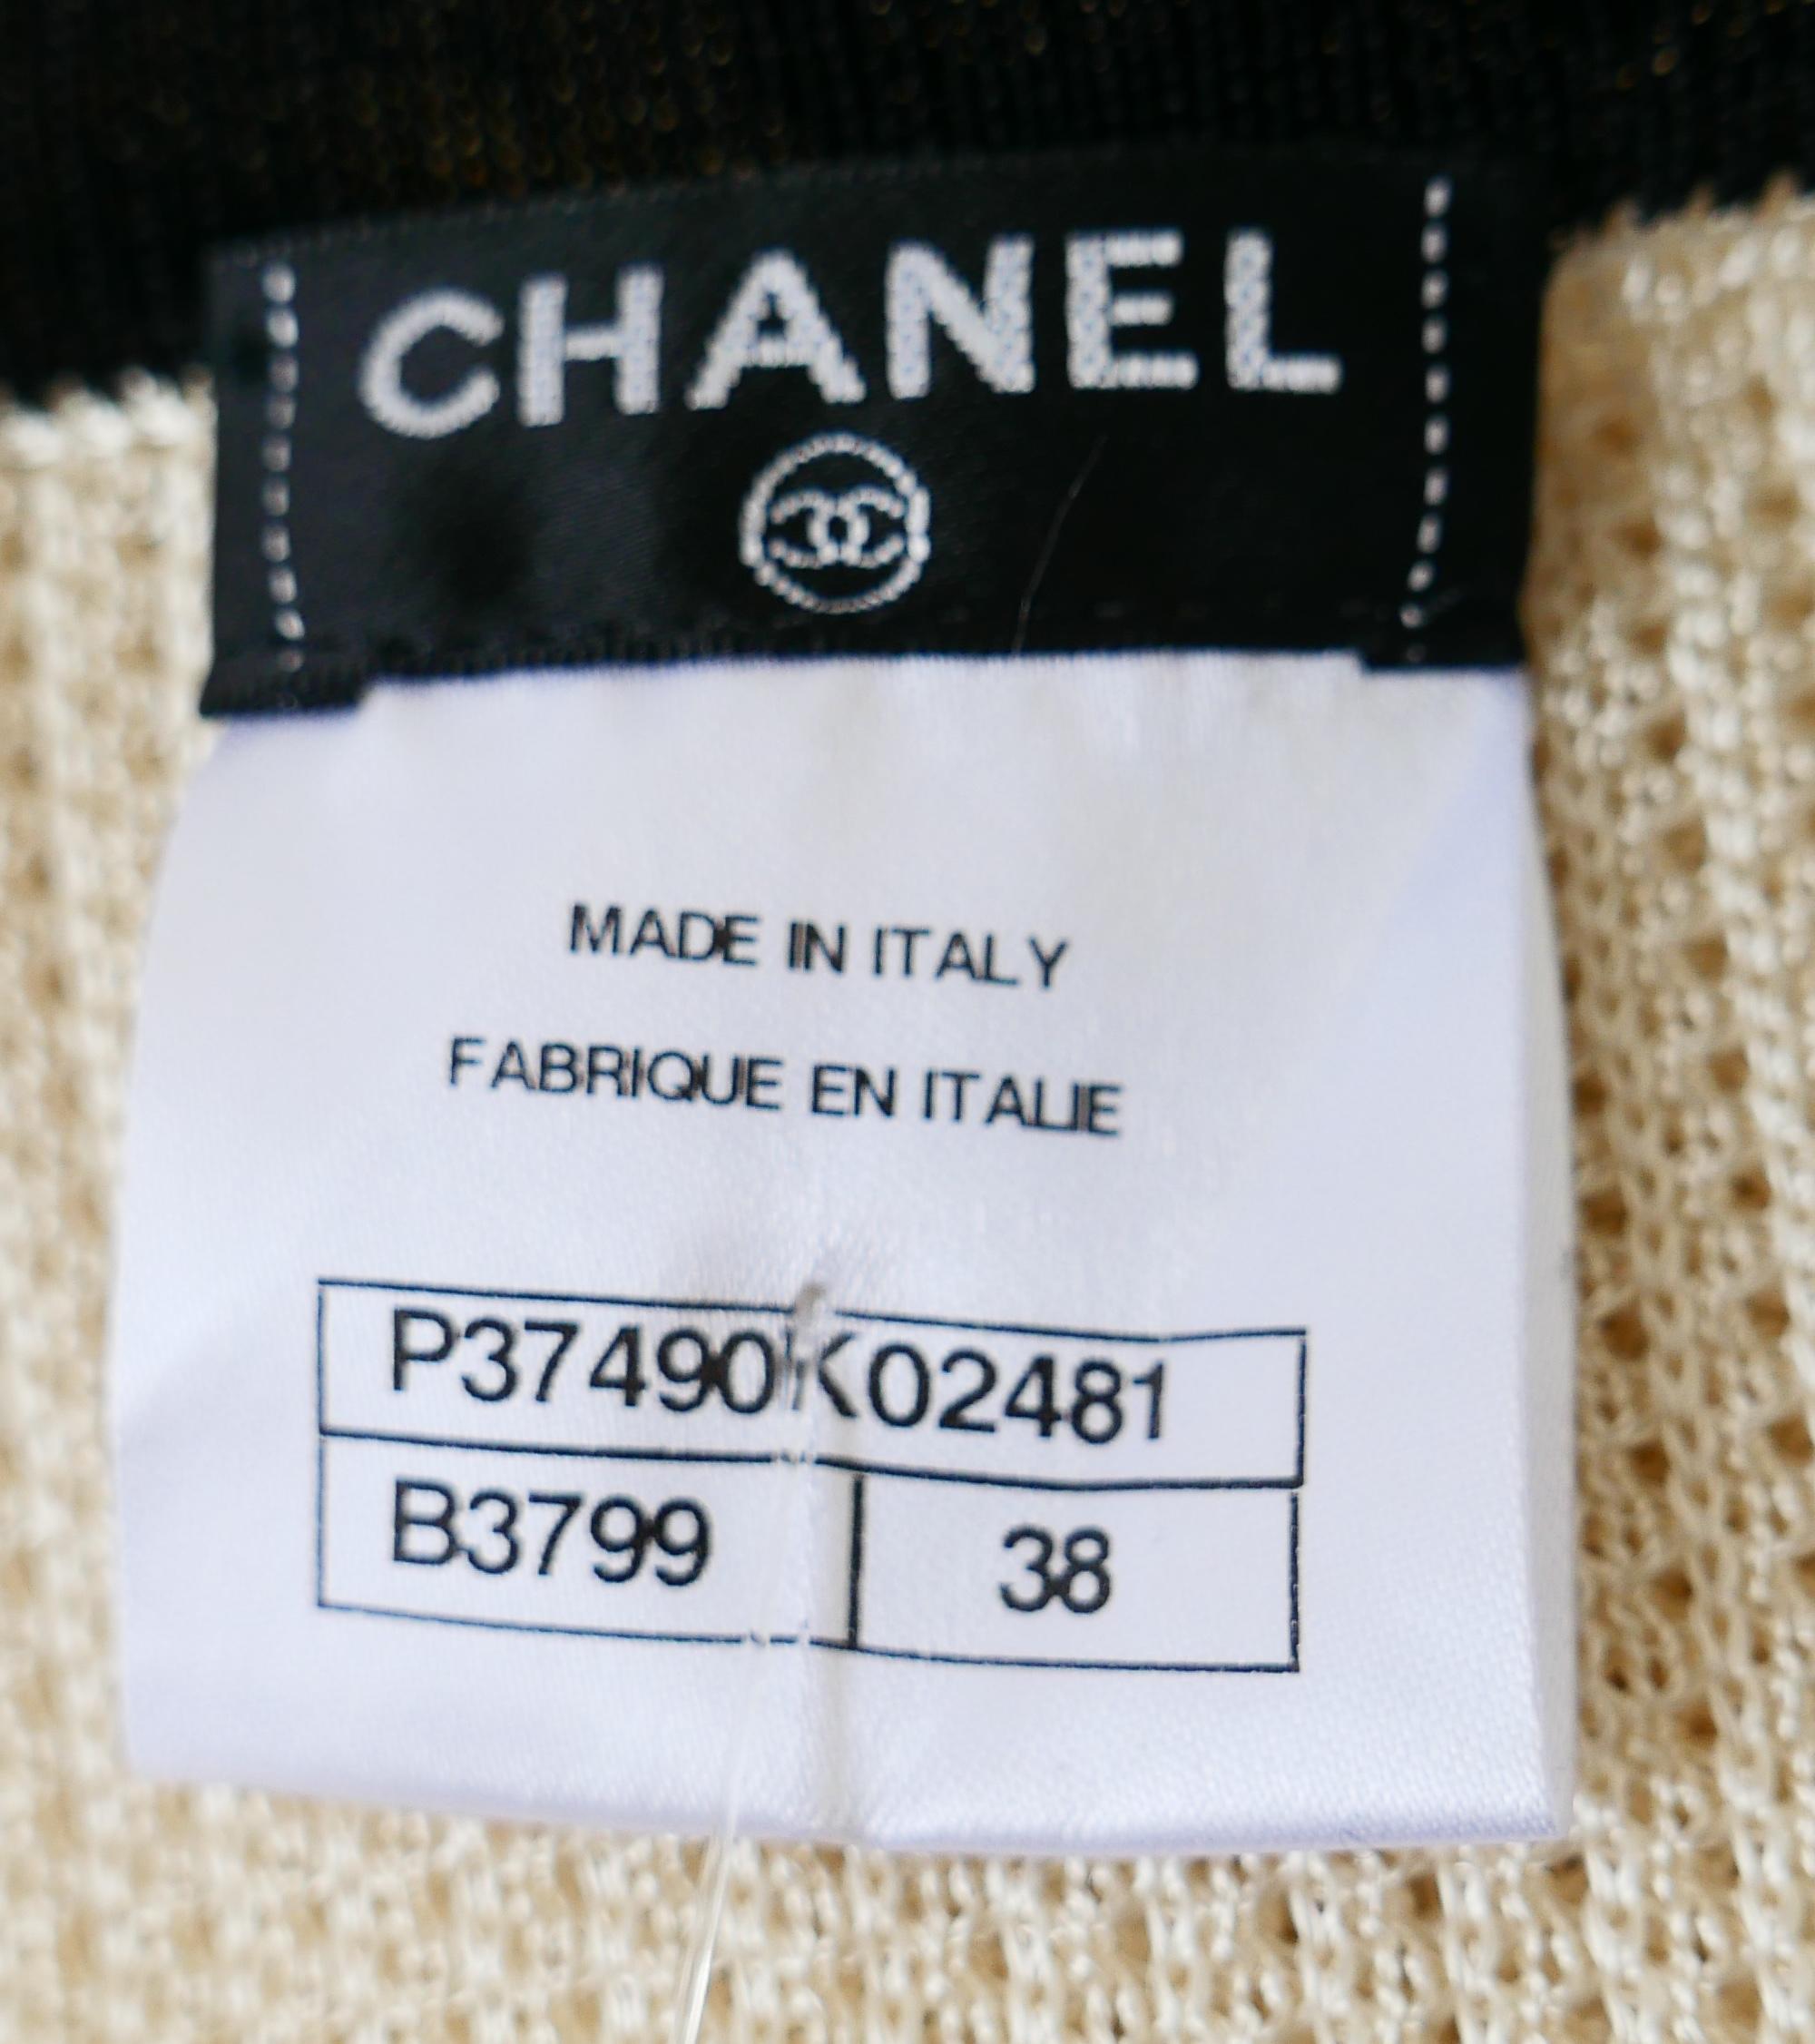 CHANEL
MADE IN ITALY
FABRIQUE EN ITALIE
P37490K02481
B3799 38